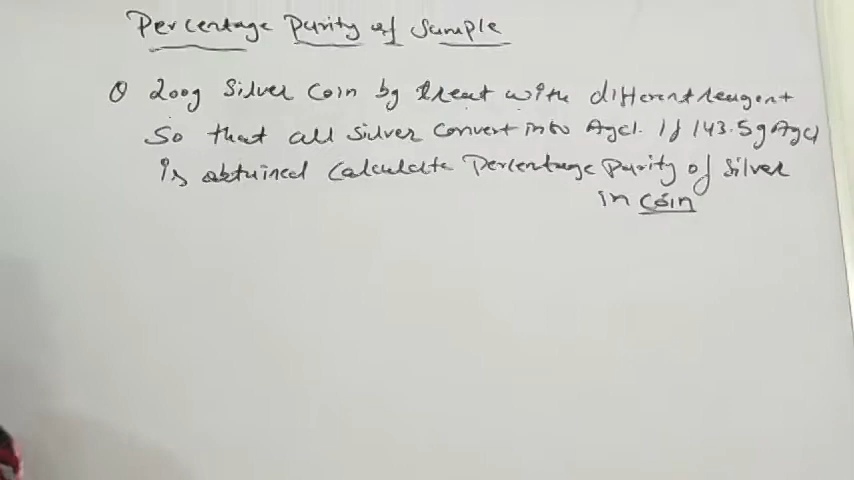 Percentage Purity of Sample
Q 200g Silver Coin by treat with different reagent
So that all silver convert into Agcl. If 143.5g Agcl
is obtained Calculate Percentage Purity of Silver
in Coin